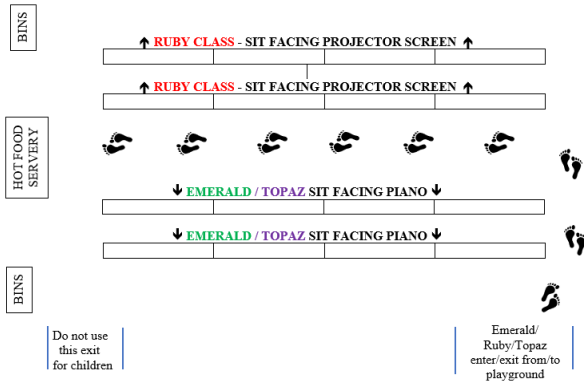 BINS
RUBY CLASS - SIT FACING PROJECTOR SCREEN
RUBY CLASS - SIT FACING PROJECTOR SCREEN
HOT FOOD
SERVERY
EMERALD / TOPAZ SIT FACING PIANO
EMERALD / TOPAZ SIT FACING PIANO
BINS
Do not use
this exit
for children
Emerald/
Ruby/Topaz
enter/exit from/to
playground